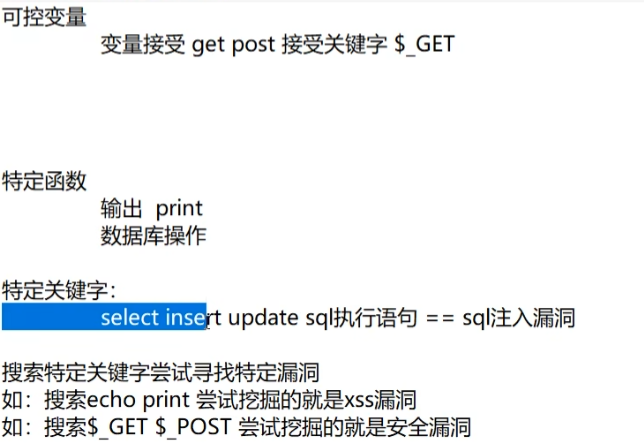 可控变量
变量接受 get post 接受关键字 $_GET
特定函数
输出 print
数据库操作
特定关键字：
select insert update sql执行语句 == sql注入漏洞
搜索特定关键字尝试寻找特定漏洞
如：搜索echo print 尝试挖掘的就是xss漏洞
如：搜索$_GET $_POST 尝试挖掘的就是安全漏洞